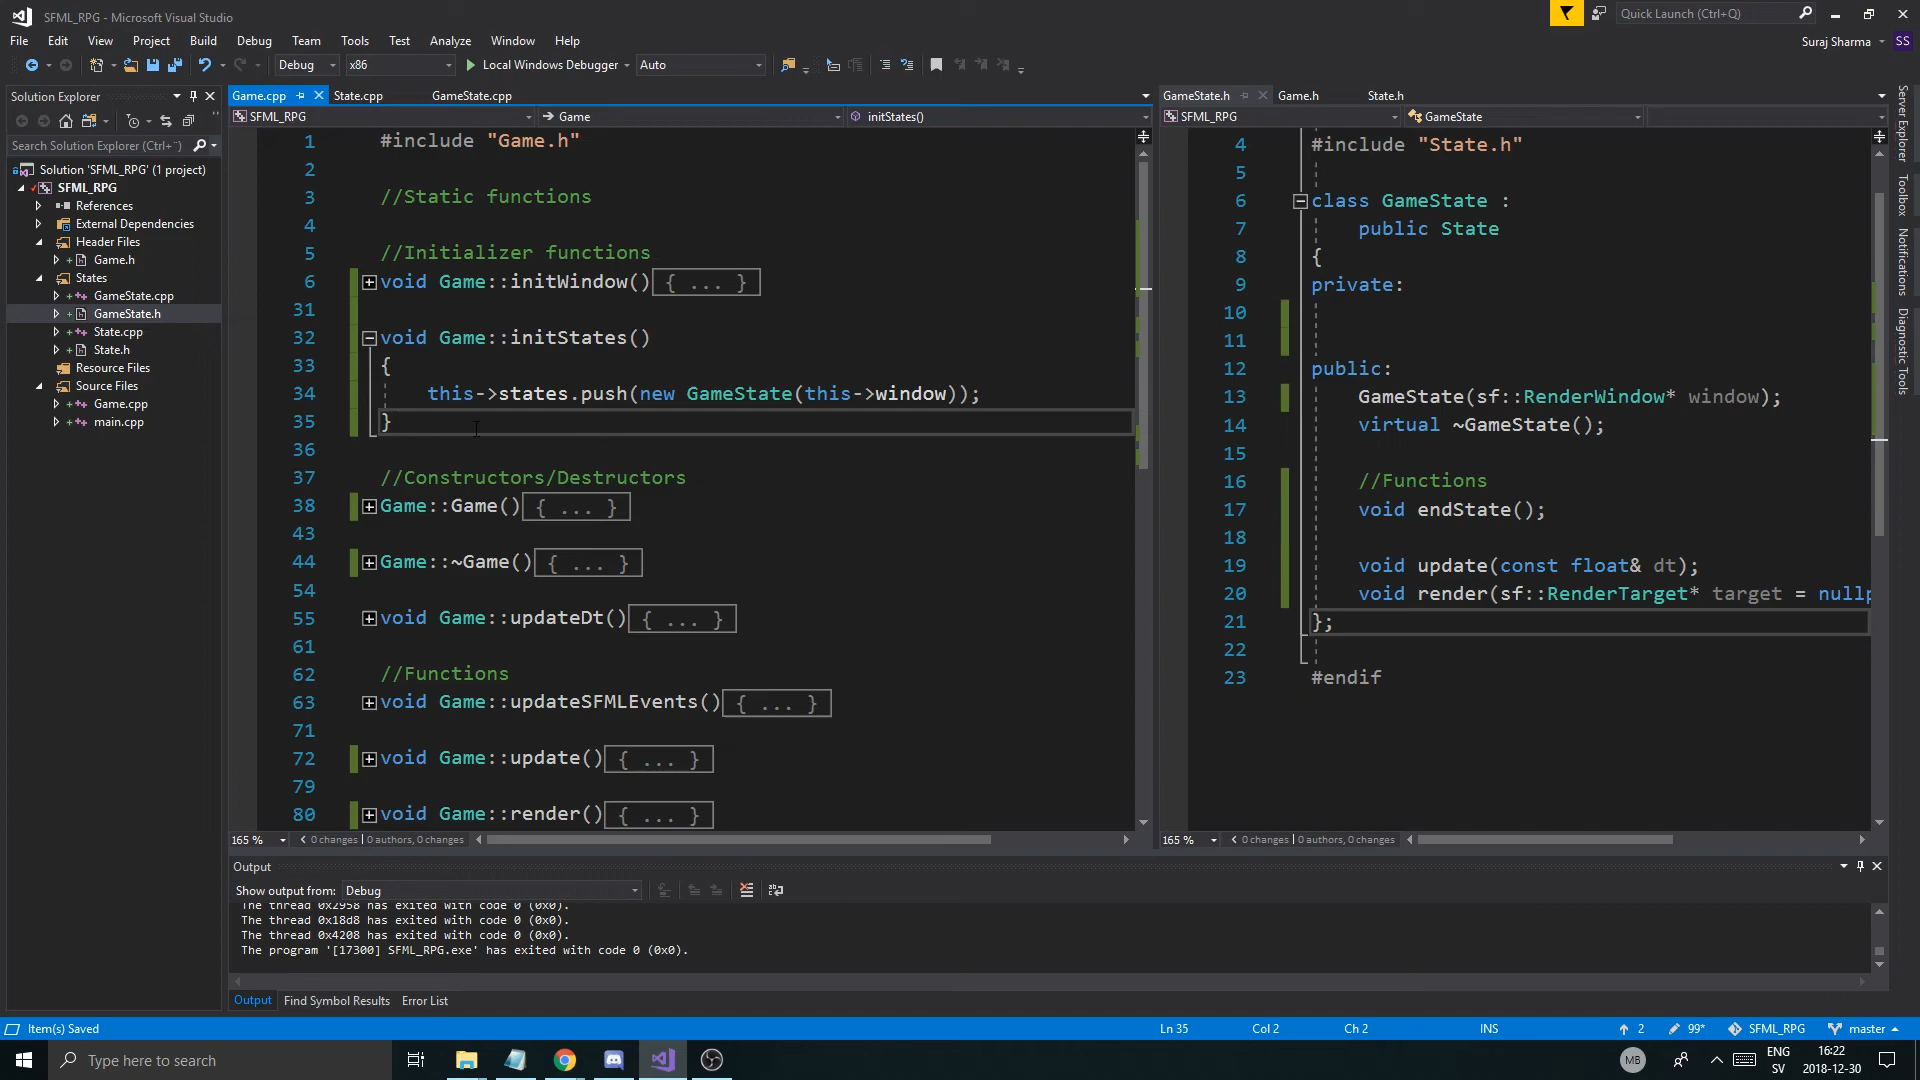 SFML_RPG - Microsoft Visual Studio
Quick Launch (Ctrl+Q)
File Edit View Project Build Debug Team Tools Test Analyze Window Help
Suraj Sharma SS
Debug x86 Local Windows Debugger Auto
Solution Explorer
Search Solution Explorer (Ctrl+¨)
Solution 'SFML_RPG' (1 project)
SFML_RPG
References
External Dependencies
Header Files
Game.h
States
GameState.cpp
GameState.h
State.cpp
State.h
Resource Files
Source Files
Game.cpp
main.cpp
Game.cpp State.cpp GameState.cpp
SFML_RPG Game initStates()
1 #include "Game.h"
2
3 //Static functions
4
5 //Initializer functions
6 void Game::initWindow(){ ... }
31
32 void Game::initStates()
33 {
34 this->states.push(new GameState(this->window));
35 }
36
37 //Constructors/Destructors
38 Game::Game(){ ... }
43
44 Game::~Game(){ ... }
54
55 void Game::updateDt(){ ... }
61
62 //Functions
63 void Game::updateSFMLEvents(){ ... }
71
72 void Game::update(){ ... }
79
80 void Game::render(){ ... }
165 % 0 changes | 0 authors, 0 changes
GameState.h Game.h State.h
SFML_RPG GameState
4 #include "State.h"
5
6 class GameState :
7 public State
8 {
9 private:
10
11
12 public:
13 GameState(sf::RenderWindow* window);
14 virtual ~GameState();
15
16 //Functions
17 void endState();
18
19 void update(const float& dt);
20 void render(sf::RenderTarget* target = nullp
21 };
22
23 #endif
165 % 0 changes | 0 authors, 0 changes
Server Explorer
Toolbox
Notifications
Diagnostic Tools
Output
Show output from: Debug
The thread 0x2958 has exited with code 0 (0x0).
The thread 0x18d8 has exited with code 0 (0x0).
The thread 0x4208 has exited with code 0 (0x0).
The program '[17300] SFML_RPG.exe' has exited with code 0 (0x0).
Output Find Symbol Results Error List
Item(s) Saved Ln 35 Col 2 Ch 2 INS 2 99* SFML_RPG master
Type here to search
MB
ENG
SV
16:22
2018-12-30